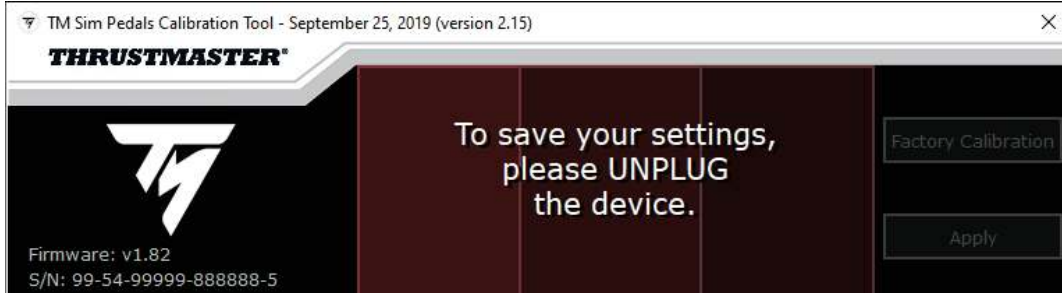 TM Sim Pedals Calibration Tool - September 25, 2019 (version 2.15)
THRUSTMASTER®
To save your settings,
please UNPLUG
the device.
Factory Calibration
Apply
Firmware: v1.82
S/N: 99-54-99999-888888-5